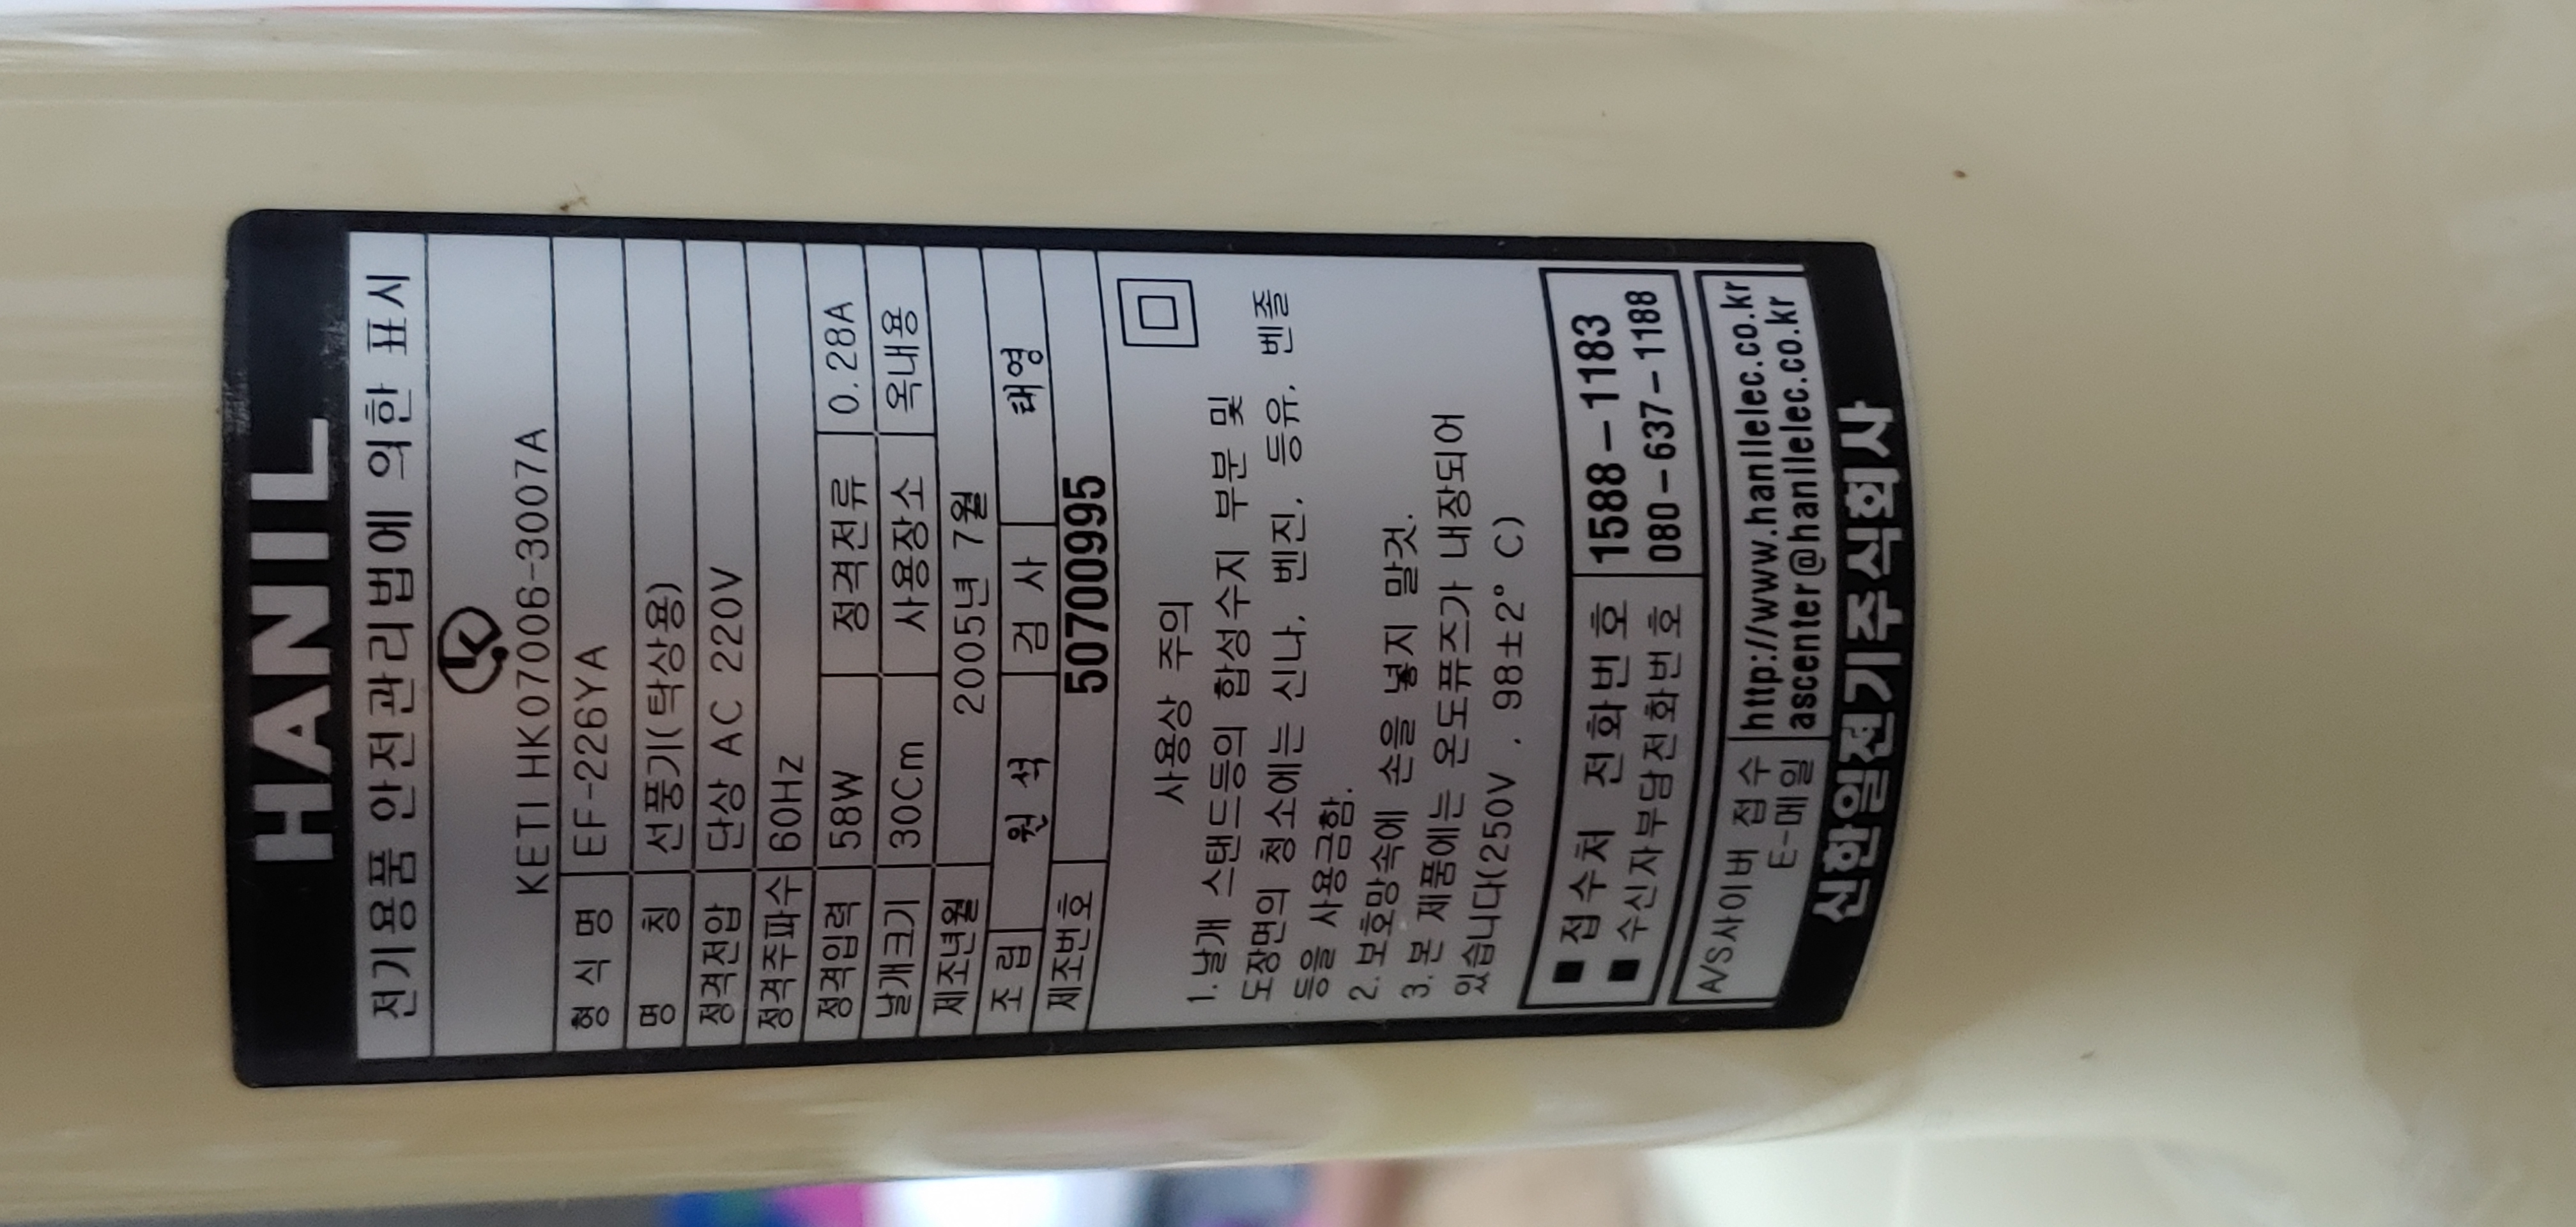 HANIL
전기용품 안전관리법에 의한 표시
KETI HK07006-3007A
형 식 명 EF-226YA
명 칭 선풍기(탁상용)
정격전압 단상 AC 220V
정격주파수 60Hz
정격입력 58W 정격전류 0.28A
날개크기 30Cm 사용장소 옥내용
제조년월 2005년 7월
조 립 원 석 검 사 태영
제조번호 50700995
사용상 주의
1. 날개 스탠드등의 합성수지 부문 및
도장면의 청소에는 신나, 벤진, 등유, 벤졸
등을 사용금함.
2. 보호망속에 손을 넣지 말것.
3. 본 제품에는 온도퓨즈가 내장되어
있습니다(250V , 98±2° C)
■ 접수처 전화번호 1588-1183
■ 수신자부담전화번호 080-637-1188
A/S사이버 접수 http://www.hanilelec.co.kr
E-메일 ascenter@hanilelec.co.kr
신한일전기주식회사